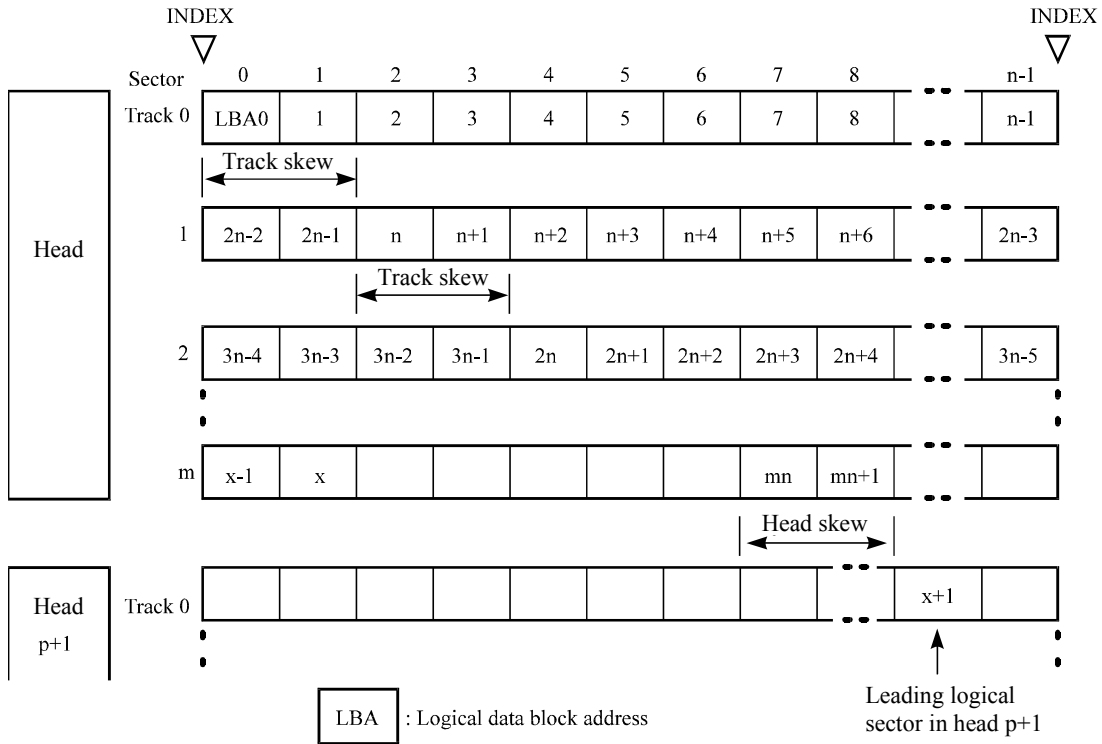 INDEX INDEX
Sector 0 1 2 3 4 5 6 7 8 n-1
Track 0 LBA0 1 2 3 4 5 6 7 8 n-1
Track skew
Head
1 2n-2 2n-1 n n+1 n+2 n+3 n+4 n+5 n+6 2n-3
Track skew
2 3n-4 3n-3 3n-2 3n-1 2n 2n+1 2n+2 2n+3 2n+4 3n-5
m x-1 x mn mn+1
Head skew
Head
p+1
Track 0 x+1
Leading logical
sector in head p+1
LBA : Logical data block address